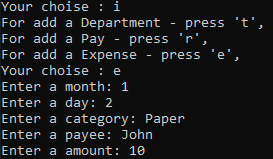 Your choise : i
For add a Department - press 't',
For add a Pay - press 'r',
For add a Expense - press 'e',
Your choise : e
Enter a month: 1
Enter a day: 2
Enter a category: Paper
Enter a payee: John
Enter a amount: 10